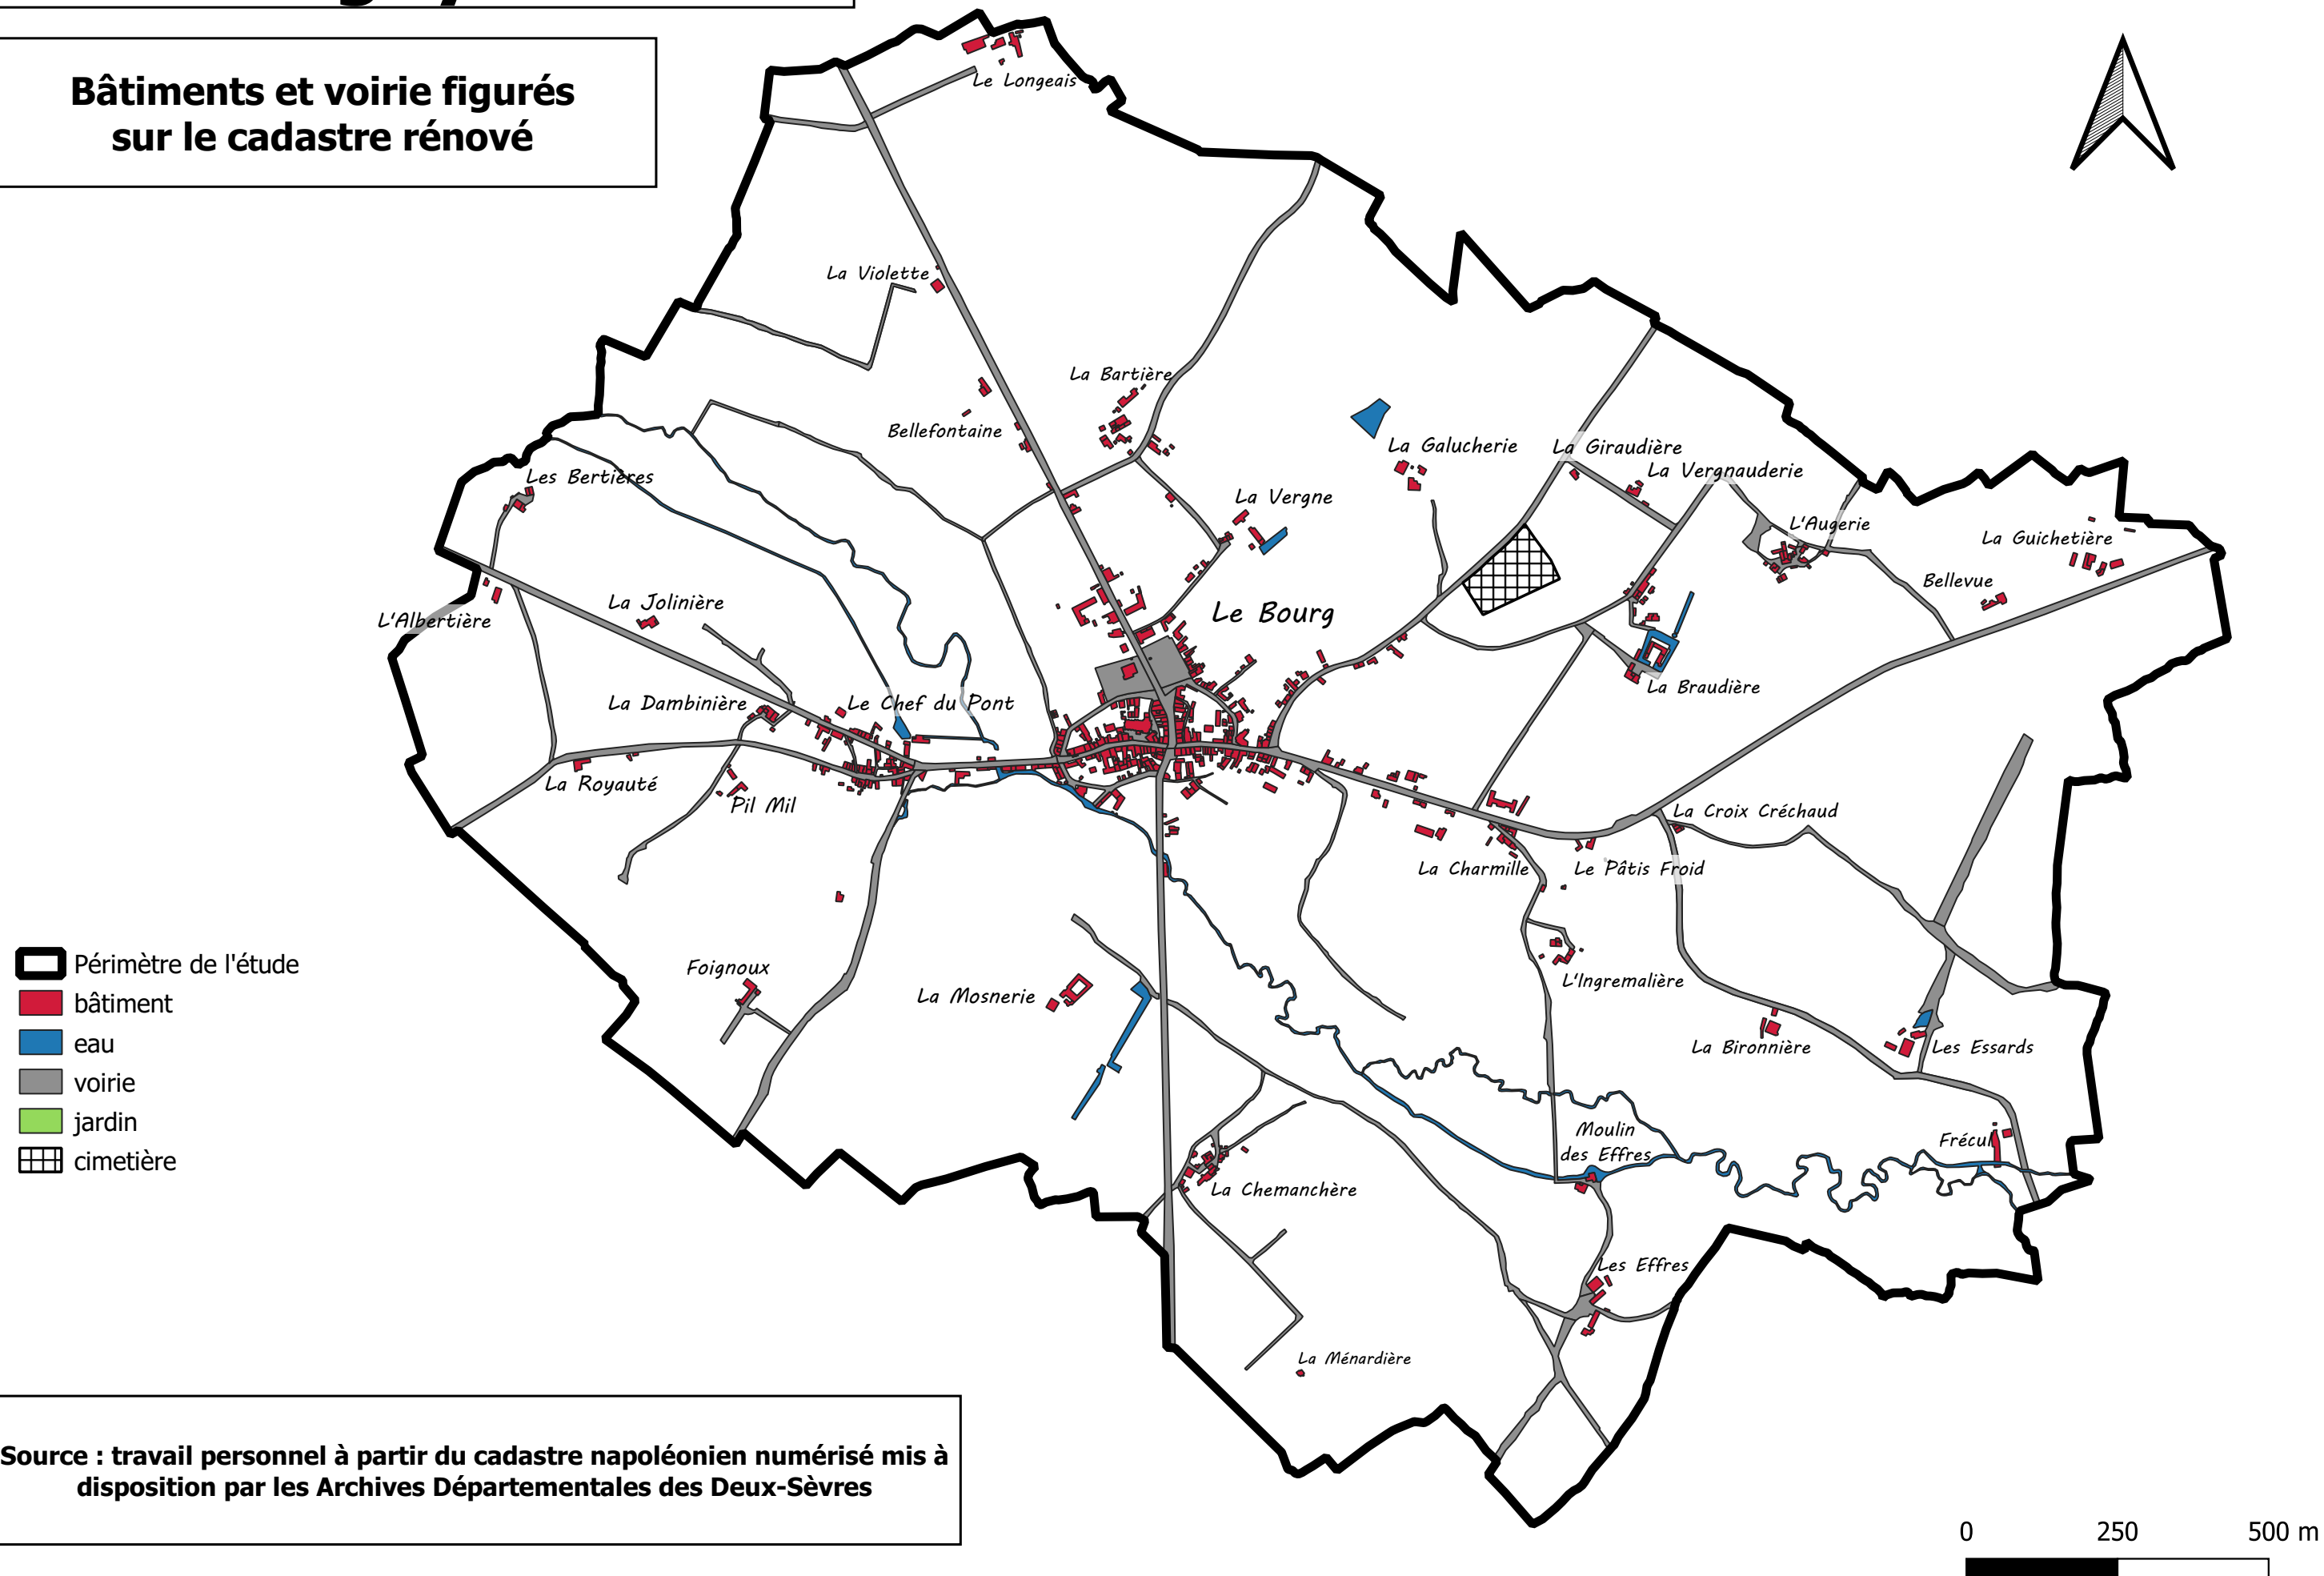 Bâtiments et voirie figurés
sur le cadastre rénové
Le Longeais
La Violette
La Bartière
Bellefontaine
La Galucherie
La Giraudière
La Vergnauderie
Les Bertières
La Vergne
L'Augerie
La Guichetière
Bellevue
La Jolinière
L'Albertière
Le Bourg
La Braudière
La Dambinière
Le Chef du Pont
La Royauté
Pil Mil
La Croix Créchaud
La Charmille
Le Pâtis Froid
Foignoux
La Mosnerie
L'Ingremalière
La Bironnière
Les Essards
Moulin
des Effres
Frécul
La Chemanchère
Les Effres
La Ménardière
Périmètre de l'étude
bâtiment
eau
voirie
jardin
cimetière
Source : travail personnel à partir du cadastre napoléonien numérisé mis à
disposition par les Archives Départementales des Deux-Sèvres
0 250 500 m